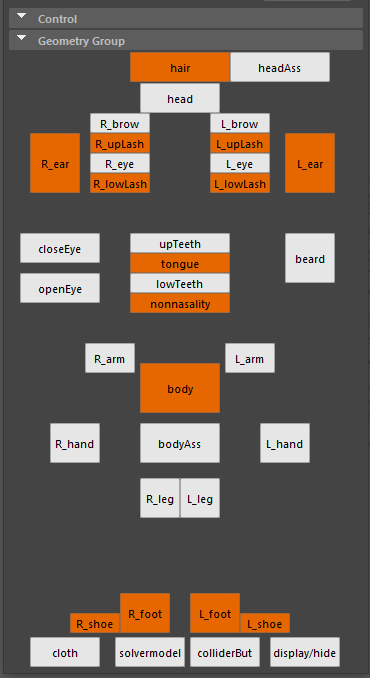 Control
Geometry Group
hair headAss
head
R_brow L_brow
R_upLash L_upLash
R_ear R_eye L_eye L_ear
R_lowLash L_lowLash
closeEye upTeeth beard
tongue
openEye lowTeeth
nonnasality
R_arm L_arm
body
R_hand bodyAss L_hand
R_leg L_leg
R_foot L_foot
R_shoe L_shoe
cloth solvermodel colliderBut display/hide